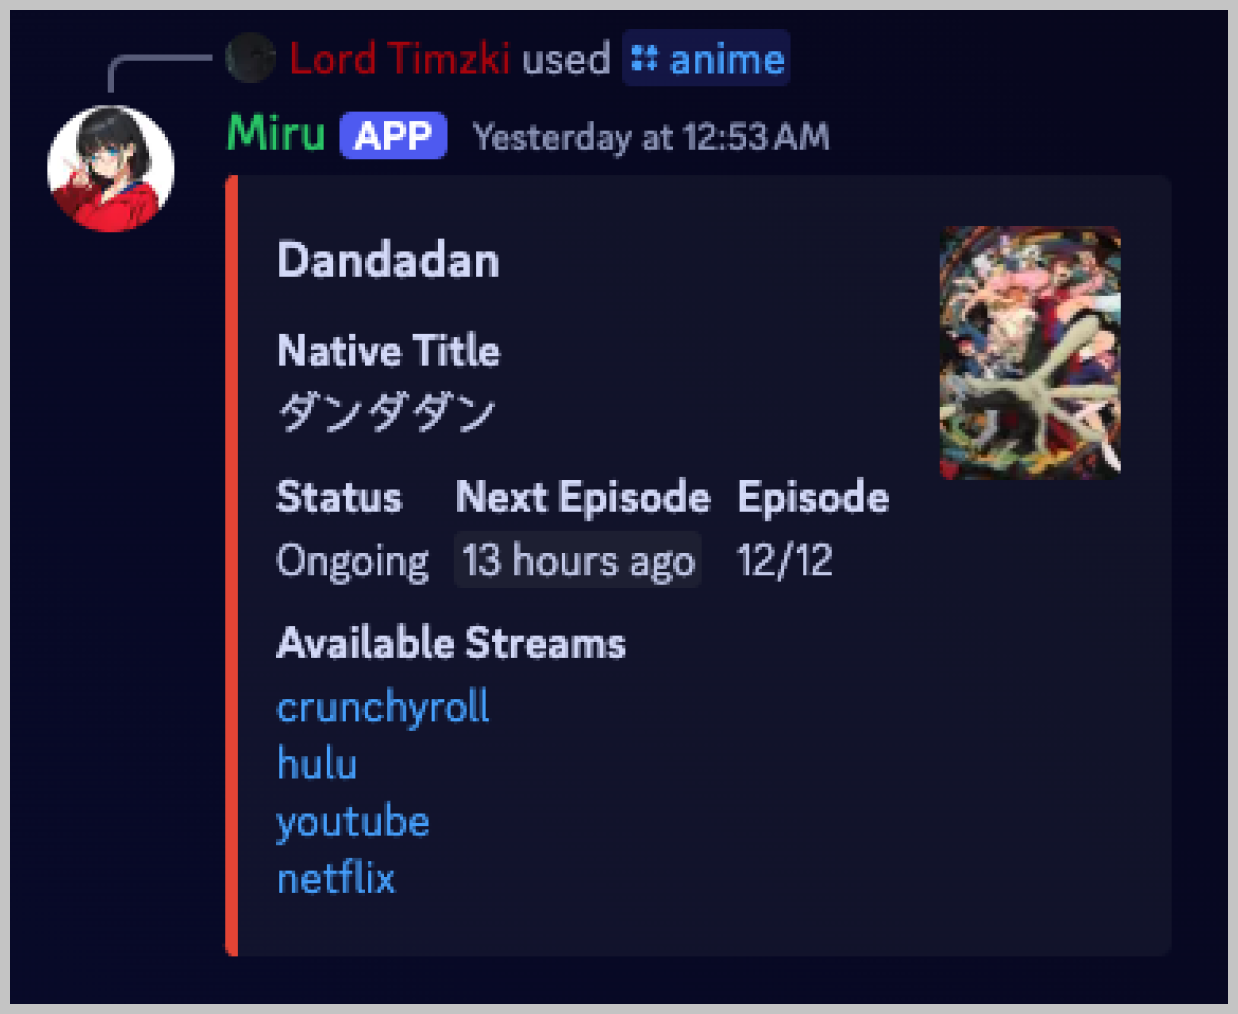 Lord Timzki used anime
Miru APP Yesterday at 12:53 AM
Dandadan
Native Title
ダンダダン
Status Next Episode Episode
Ongoing 13 hours ago 12/12
Available Streams
crunchyroll
hulu
youtube
netflix